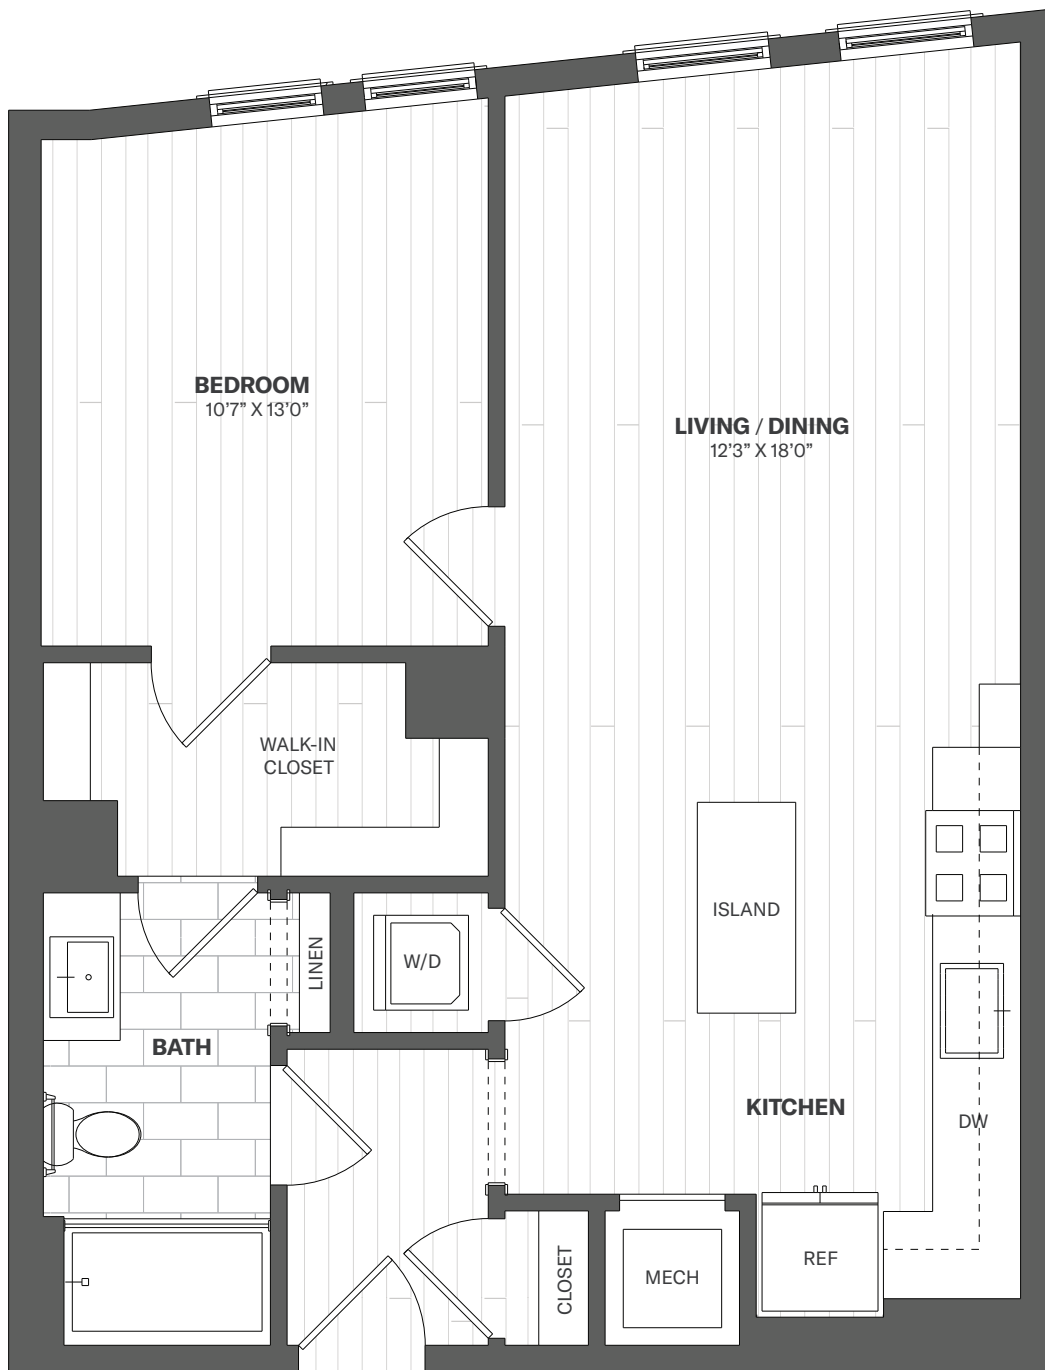 BEDROOM
10’7” X 13’0”
LIVING / DINING
12’3” X 18’0”
WALK-IN
CLOSET
ISLAND
LINEN
W/D
BATH
KITCHEN
DW
REF
MECH
CLOSET